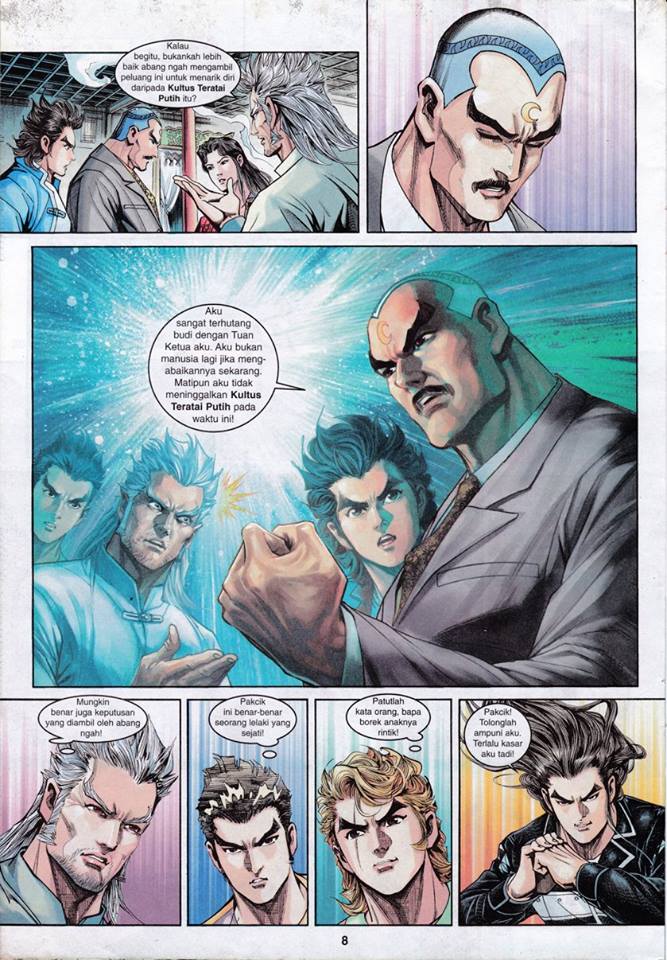 Kalau
begitu, bukankah lebih
baik abang ngah mengambil
peluang ini untuk menarik diri
daripada Kultus Teratai
Putih itu?
Aku
sangat terhutang
budi dengan Tuan
Ketua aku. Aku bukan
manusia lagi jika meng-
abaikannya sekarang.
Matipun aku tidak
meninggalkan Kultus
Teratai Putih pada
waktu ini!
Mungkin
benar juga keputusan
yang diambil oleh abang
ngah!
Pakcik
ini benar-benar
seorang lelaki yang
sejati!
Patutlah
kata orang, bapa
borek anaknya
rintik!
Pakcik!
Tolonglah
ampuni aku.
Terlalu kasar
aku tadi!
8